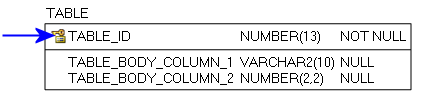 TABLE
TABLE_ID NUMBER(13) NOT NULL
TABLE_BODY_COLUMN_1 VARCHAR2(10) NULL
TABLE_BODY_COLUMN_2 NUMBER(2,2) NULL